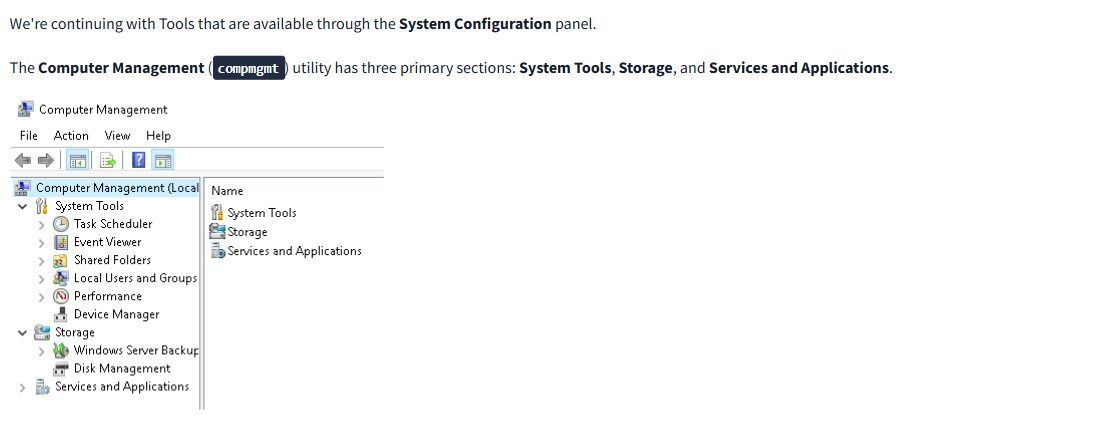 We're continuing with Tools that are available through the System Configuration panel.
The Computer Management ( compmgmt ) utility has three primary sections: System Tools, Storage, and Services and Applications.
Computer Management
File Action View Help
Computer Management (Local
Name
System Tools
Task Scheduler
Event Viewer
Shared Folders
Local Users and Groups
Performance
Device Manager
Storage
Windows Server Backup
Disk Management
Services and Applications
System Tools
Storage
Services and Applications